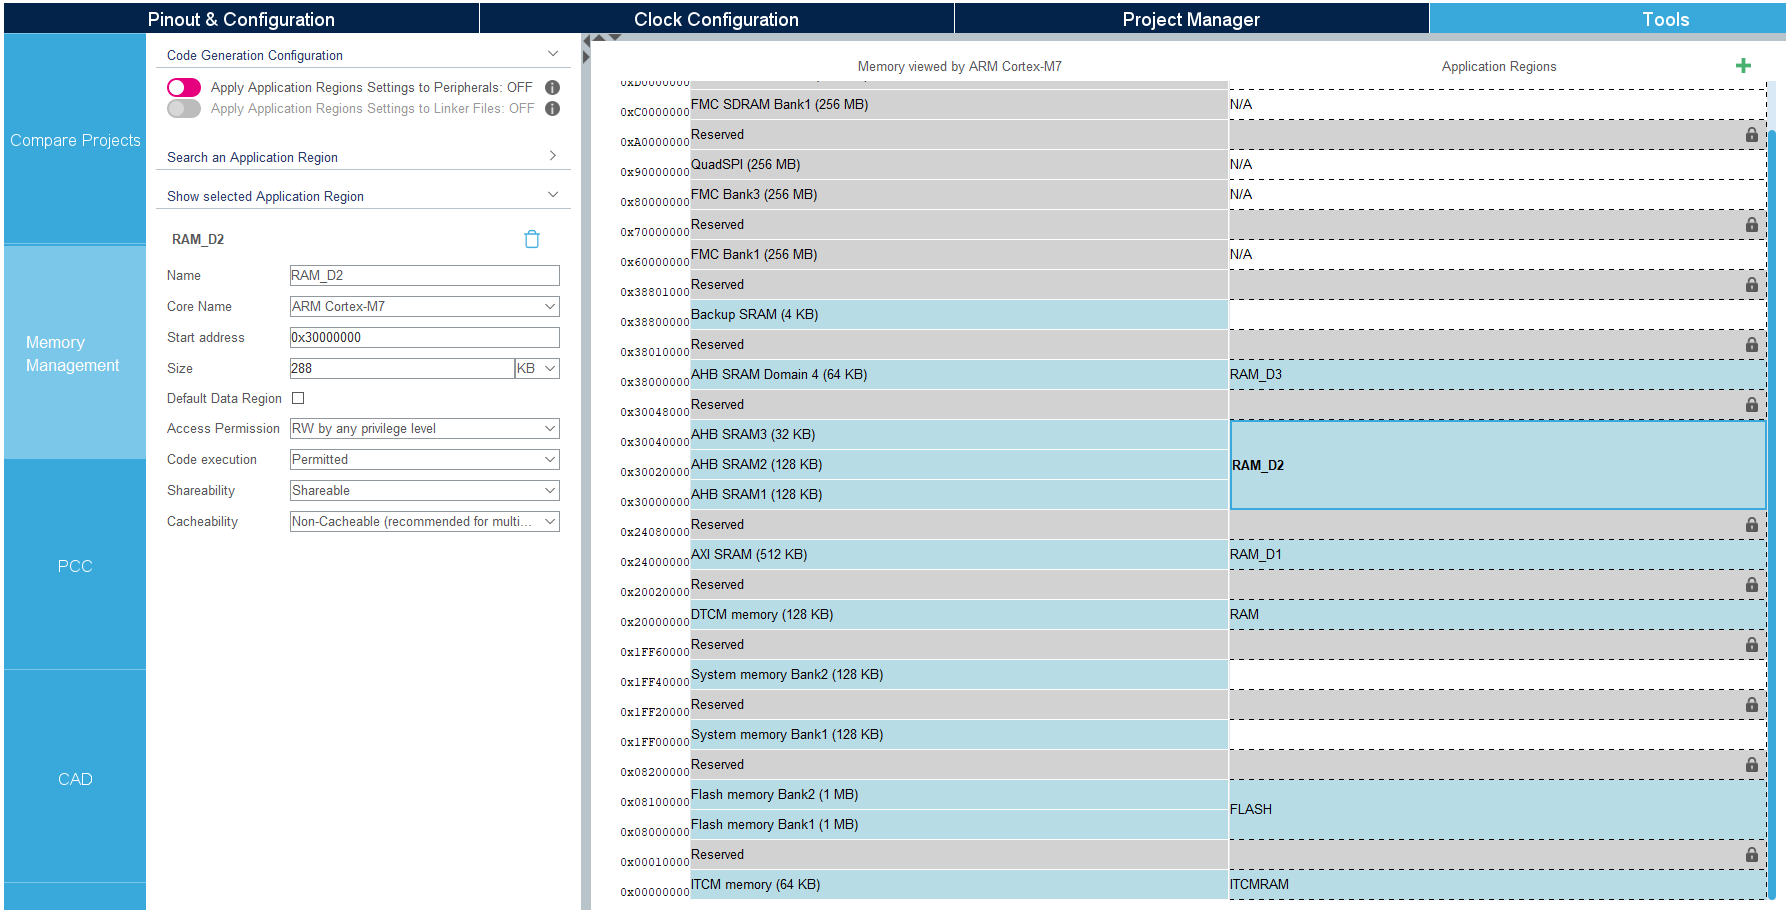 Pinout & Configuration
Clock Configuration
Project Manager
Tools
Compare Projects
Memory
Management
PCC
CAD
Code Generation Configuration
Apply Application Regions Settings to Peripherals: OFF
Apply Application Regions Settings to Linker Files: OFF
Search an Application Region
Show selected Application Region
RAM_D2
Name RAM_D2
Core Name ARM Cortex-M7
Start address 0x30000000
Size 288 KB
Default Data Region
Access Permission RW by any privilege level
Code execution Permitted
Shareability Shareable
Cacheability Non-Cacheable (recommended for multi...
Memory viewed by ARM Cortex-M7 Application Regions
0xD0000000
FMC SDRAM Bank1 (256 MB) N/A
0xC0000000
Reserved
0xA0000000
QuadSPI (256 MB) N/A
0x90000000
FMC Bank3 (256 MB) N/A
0x80000000
Reserved
0x70000000
FMC Bank1 (256 MB) N/A
0x60000000
Reserved
0x38801000
Backup SRAM (4 KB)
0x38800000
Reserved
0x38010000
AHB SRAM Domain 4 (64 KB) RAM_D3
0x38000000
Reserved
0x30048000
AHB SRAM3 (32 KB)
0x30040000
AHB SRAM2 (128 KB) RAM_D2
0x30020000
AHB SRAM1 (128 KB)
0x30000000
Reserved
0x24080000
AXI SRAM (512 KB) RAM_D1
0x24000000
Reserved
0x20020000
DTCM memory (128 KB) RAM
0x20000000
Reserved
0x1FF60000
System memory Bank2 (128 KB)
0x1FF40000
Reserved
0x1FF20000
System memory Bank1 (128 KB)
0x1FF00000
Reserved
0x08200000
Flash memory Bank2 (1 MB)
0x08100000
FLASH
Flash memory Bank1 (1 MB)
0x08000000
Reserved
0x00010000
ITCM memory (64 KB) ITCMRAM
0x00000000